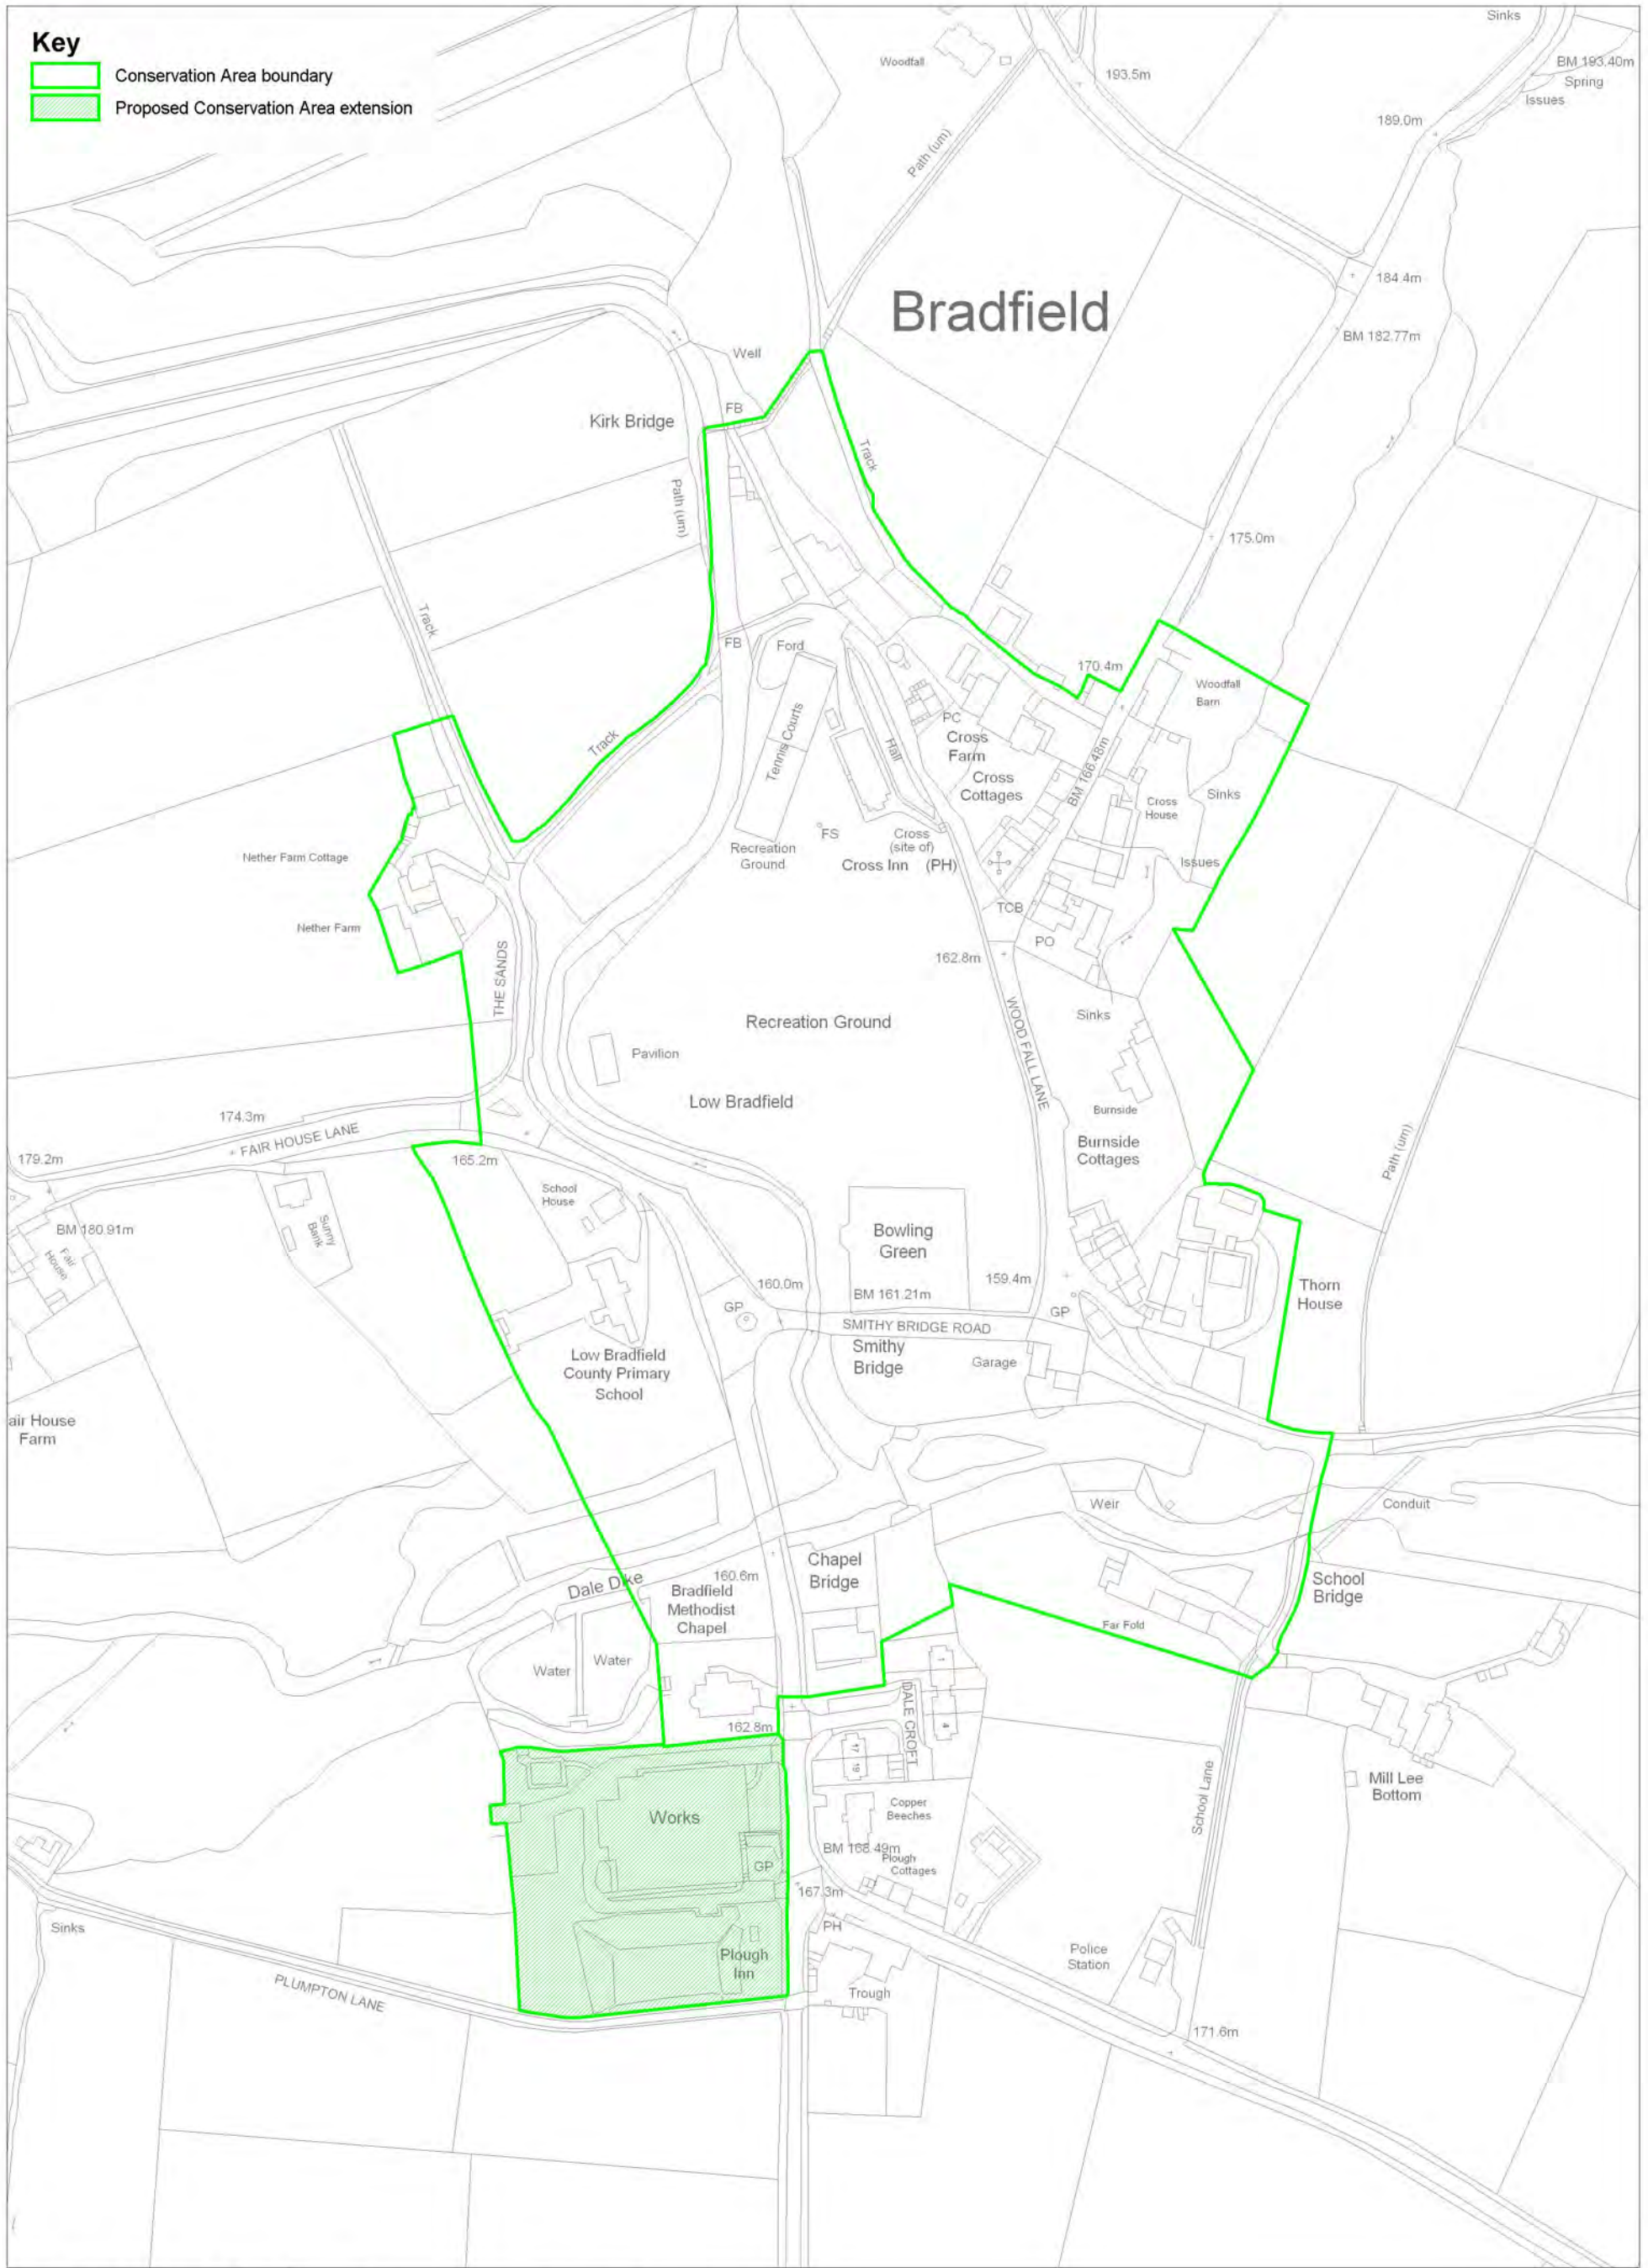 Key
Conservation Area boundary
Proposed Conservation Area extension
Sinks
Woodfall
193.5m
BM 193.40m
Spring
Issues
189.0m
Path (um)
184.4m
Bradfield
BM 182.77m
Well
FB
Kirk Bridge
Track
Path (um)
175.0m
Track
FB
Ford
170.4m
Woodfall
Barn
Tennis Courts
PC
Cross
Farm
Hall
Track
Cross
Cottages
BM 166.48m
Sinks
Cross
House
FS
Cross
(site of)
Recreation
Ground
Cross Inn (PH)
Issues
Nether Farm Cottage
TCB
Nether Farm
PO
162.8m
THE SANDS
WOOD FALL LANE
Sinks
Recreation Ground
Pavilion
Low Bradfield
Burnside
174.3m
FAIR HOUSE LANE
Burnside
Cottages
179.2m
165.2m
Path (um)
School
House
Sunny
Bank
BM 180.91m
Fair
House
Bowling
Green
159.4m
160.0m
BM 161.21m
Thorn
House
GP
GP
SMITHY BRIDGE ROAD
Smithy
Bridge
Garage
Low Bradfield
County Primary
School
air House
Farm
Weir
Conduit
Chapel
Bridge
Dale Dike
160.6m
Bradfield
Methodist
Chapel
School
Bridge
Far Fold
Water
Water
1
4
DALE CROFT
162.8m
17
19
Mill Lee
Bottom
School Lane
Works
Copper
Beeches
BM 168.49m
Plough
Cottages
GP
167.3m
PH
Sinks
Plough
Inn
Police
Station
PLUMPTON LANE
Trough
171.6m